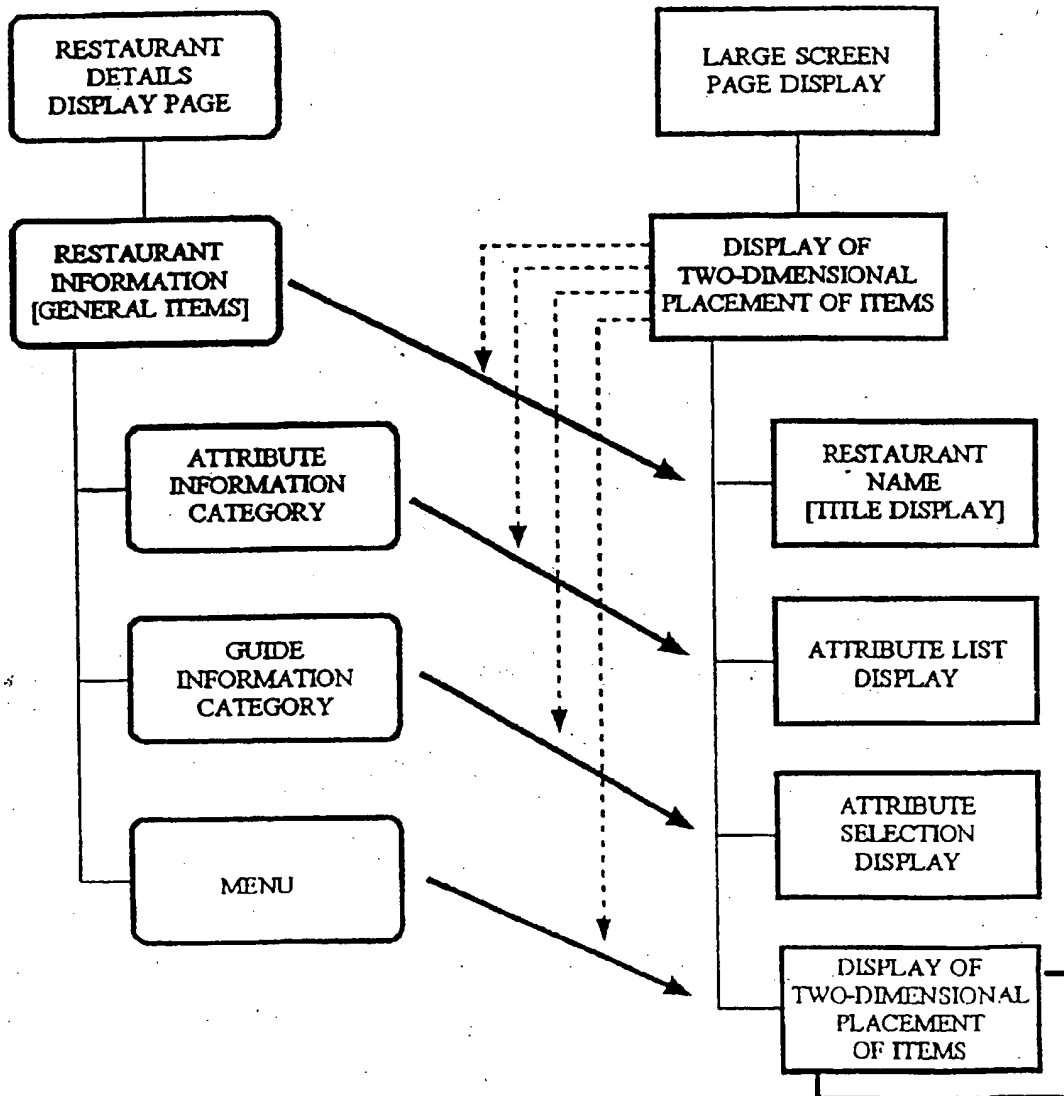 RESTAURANT
DETAILS
DISPLAY PAGE
LARGE SCREEN
PAGE DISPLAY
RESTAURANT
INFORMATION
[GENERAL ITEMS]
DISPLAY OF
TWO-DIMENSIONAL
PLACEMENT OF ITEMS
ATTRIBUTE
INFORMATION
CATEGORY
RESTAURANT
NAME
[TITLE DISPLAY]
GUIDE
INFORMATION
CATEGORY
ATTRIBUTE LIST
DISPLAY
MENU
ATTRIBUTE
SELECTION
DISPLAY
DISPLAY OF
TWO-DIMENSIONAL
PLACEMENT
OF ITEMS